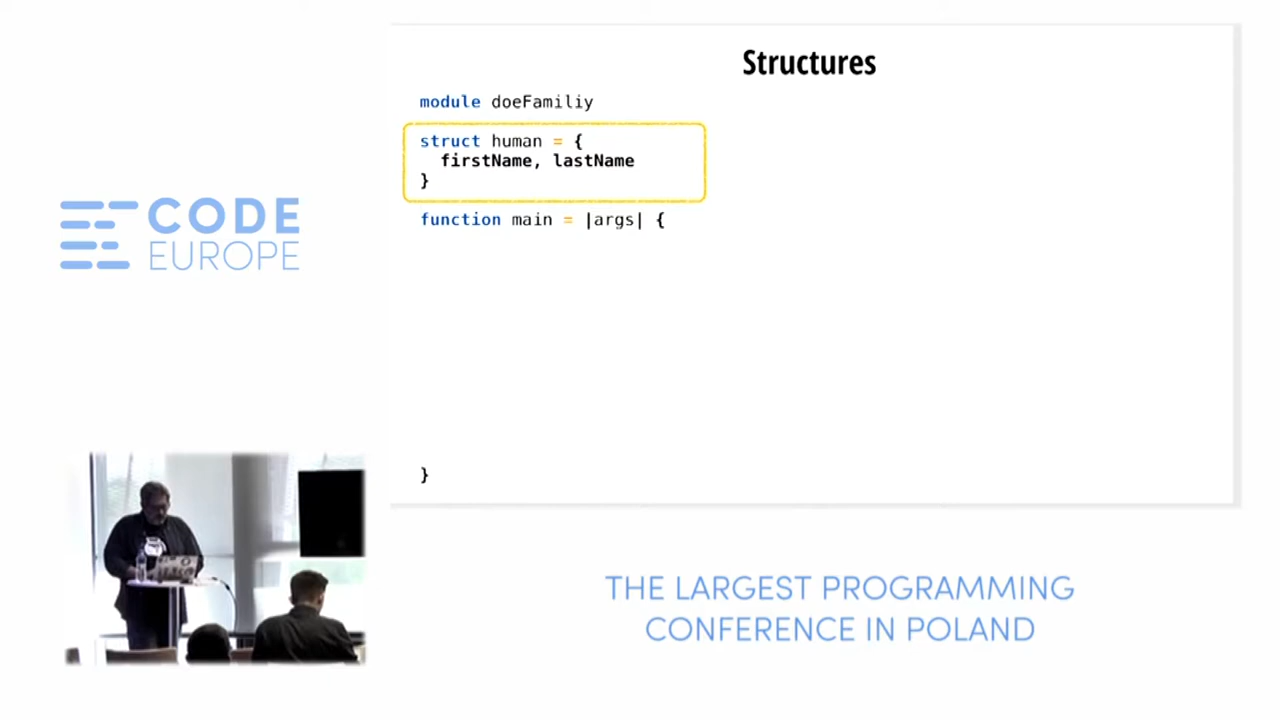 Structures
module doeFamiliy
struct human = {
firstName, lastName
}
function main = |args| {
}
CODE
EUROPE
THE LARGEST PROGRAMMING
CONFERENCE IN POLAND